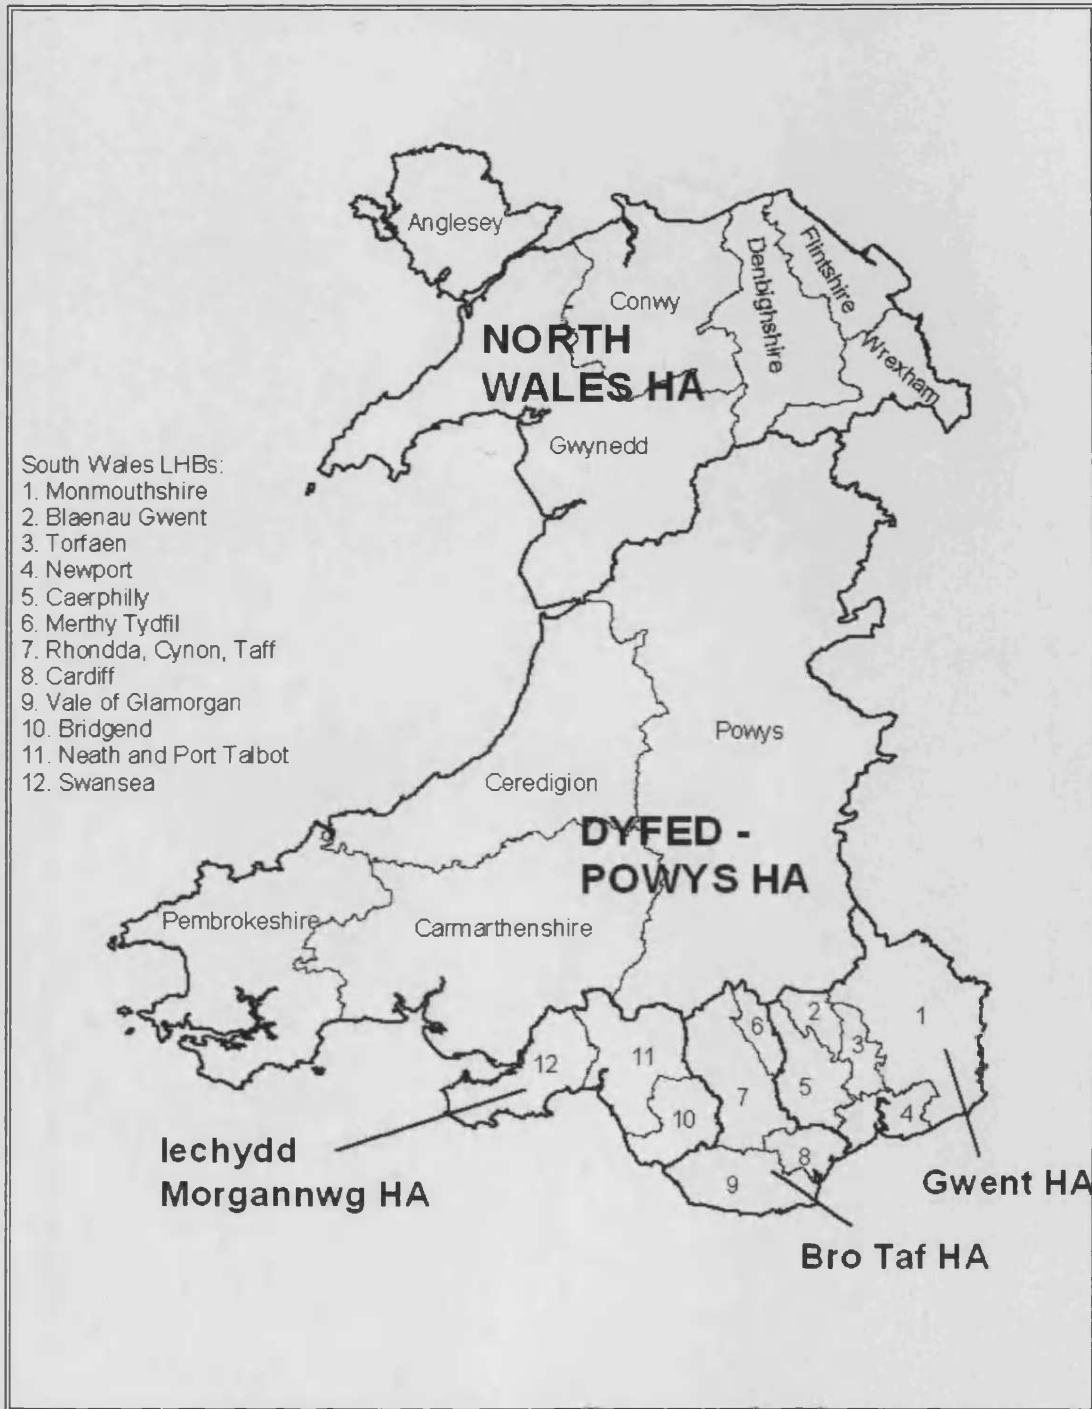 Anglesey
Conwy
Denbighshire
Flintshire
Wrexham
NORTH
WALES HA
Gwynedd
South Wales LHBs:
1. Monmouthshire
2. Blaenau Gwent
3. Torfaen
4. Newport
5. Caerphilly
6. Merthy Tydfil
7. Rhondda, Cynon, Taff
8. Cardiff
9. Vale of Glamorgan
10. Bridgend
11. Neath and Port Talbot
12. Swansea
Powys
Ceredigion
DYFED -
POWYS HA
Pembrokeshire
Carmarthenshire
1
2
3
4
5
6
7
8
9
10
11
12
Iechydd
Morgannwg HA
Gwent HA
Bro Taf HA